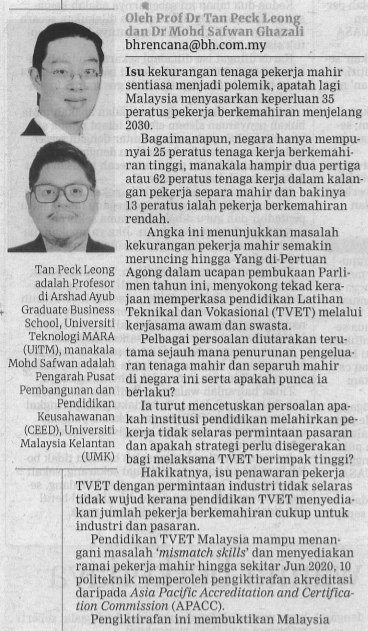 Oleh Prof Dr Tan Peck Leong
dan Dr Mohd Safwan Ghazali
bhrencana@bh.com.my
Isu kekurangan tenaga pekerja mahir
sentiasa menjadi polemik, apatah lagi
Malaysia menyasarkan keperluan 35
peratus pekerja berkemahiran menjelang
2030.
Bagaimanapun, negara hanya mempu-
nyai 25 peratus tenaga kerja berkemahi-
ran tinggi, manakala hampir dua pertiga
atau 62 peratus tenaga kerja dalam kalan-
gan pekerja separa mahir dan bakinya
13 peratus ialah pekerja berkemahiran
rendah.
Angka ini menunjukkan masalah
kekurangan pekerja mahir semakin
meruncing hingga Yang di-Pertuan
Agong dalam ucapan pembukaan Parli-
men tahun ini, menyokong tekad kera-
jaan memperkasa pendidikan Latihan
Teknikal dan Vokasional (TVET) melalui
kerjasama awam dan swasta.
Pelbagai persoalan diutarakan teru-
tama sejauh mana penurunan pengelua-
ran tenaga mahir dan separuh mahir
di negara ini serta apakah punca ia
berlaku?
Ia turut mencetuskan persoalan apa-
kah institusi pendidikan melahirkan pe-
kerja tidak selaras permintaan pasaran
dan apakah strategi perlu disegerakan
bagi melaksana TVET berimpak tinggi?
Hakikatnya, isu penawaran pekerja
TVET dengan permintaan industri tidak selaras
tidak wujud kerana pendidikan TVET menyedia-
kan jumlah pekerja berkemahiran cukup untuk
industri dan pasaran.
Pendidikan TVET Malaysia mampu menan-
gani masalah 'mismatch skills' dan menyediakan
ramai pekerja mahir hingga sekitar Jun 2020, 10
politeknik memperoleh pengiktirafan akreditasi
daripada Asia Pacific Accreditation and Certifica-
tion Commission (APACC).
Pengiktirafan ini membuktikan Malaysia
Tan Peck Leong
adalah Profesor
di Arshad Ayub
Graduate Business
School, Universiti
Teknologi MARA
(UiTM), manakala
Mohd Safwan adalah
Pengarah Pusat
Pembangunan dan
Pendidikan
Keusahawanan
(CEED), Universiti
Malaysia Kelantan
(UMK)